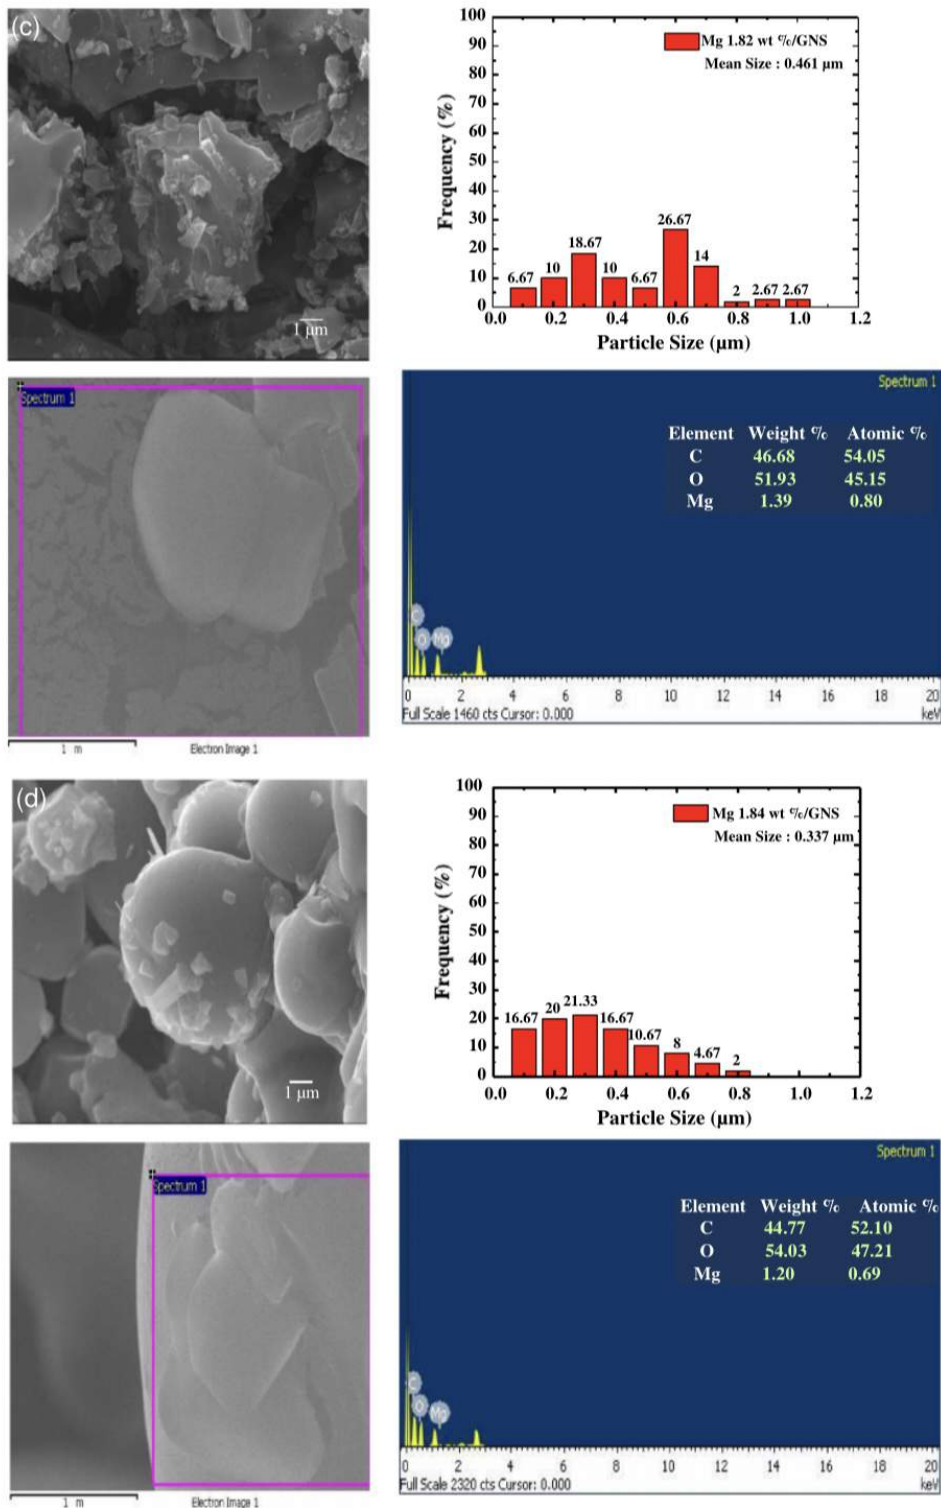 (c)
1 μm
Mg 1.82 wt %/GNS
Mean Size : 0.461 μm
Frequency (%)
100
90
80
70
60
50
40
30
20
10
0
6.67 10 18.67 10 6.67 26.67 14 2 2.67 2.67
0.0 0.2 0.4 0.6 0.8 1.0 1.2
Particle Size (μm)
Spectrum 1
1 m Electron Image 1
Spectrum 1
Element Weight % Atomic %
C 46.68 54.05
O 51.93 45.15
Mg 1.39 0.80
C
O Mg
0 2 4 6 8 10 12 14 16 18 20
Full Scale 1460 cts Cursor: 0.000 keV
(d)
1 μm
Mg 1.84 wt %/GNS
Mean Size : 0.337 μm
Frequency (%)
100
90
80
70
60
50
40
30
20
10
0
16.67 20 21.33 16.67 10.67 8 4.67 2
0.0 0.2 0.4 0.6 0.8 1.0 1.2
Particle Size (μm)
Spectrum 1
1 m Electron Image 1
Spectrum 1
Element Weight % Atomic %
C 44.77 52.10
O 54.03 47.21
Mg 1.20 0.69
C
O Mg
0 2 4 6 8 10 12 14 16 18 20
Full Scale 2320 cts Cursor: 0.000 keV